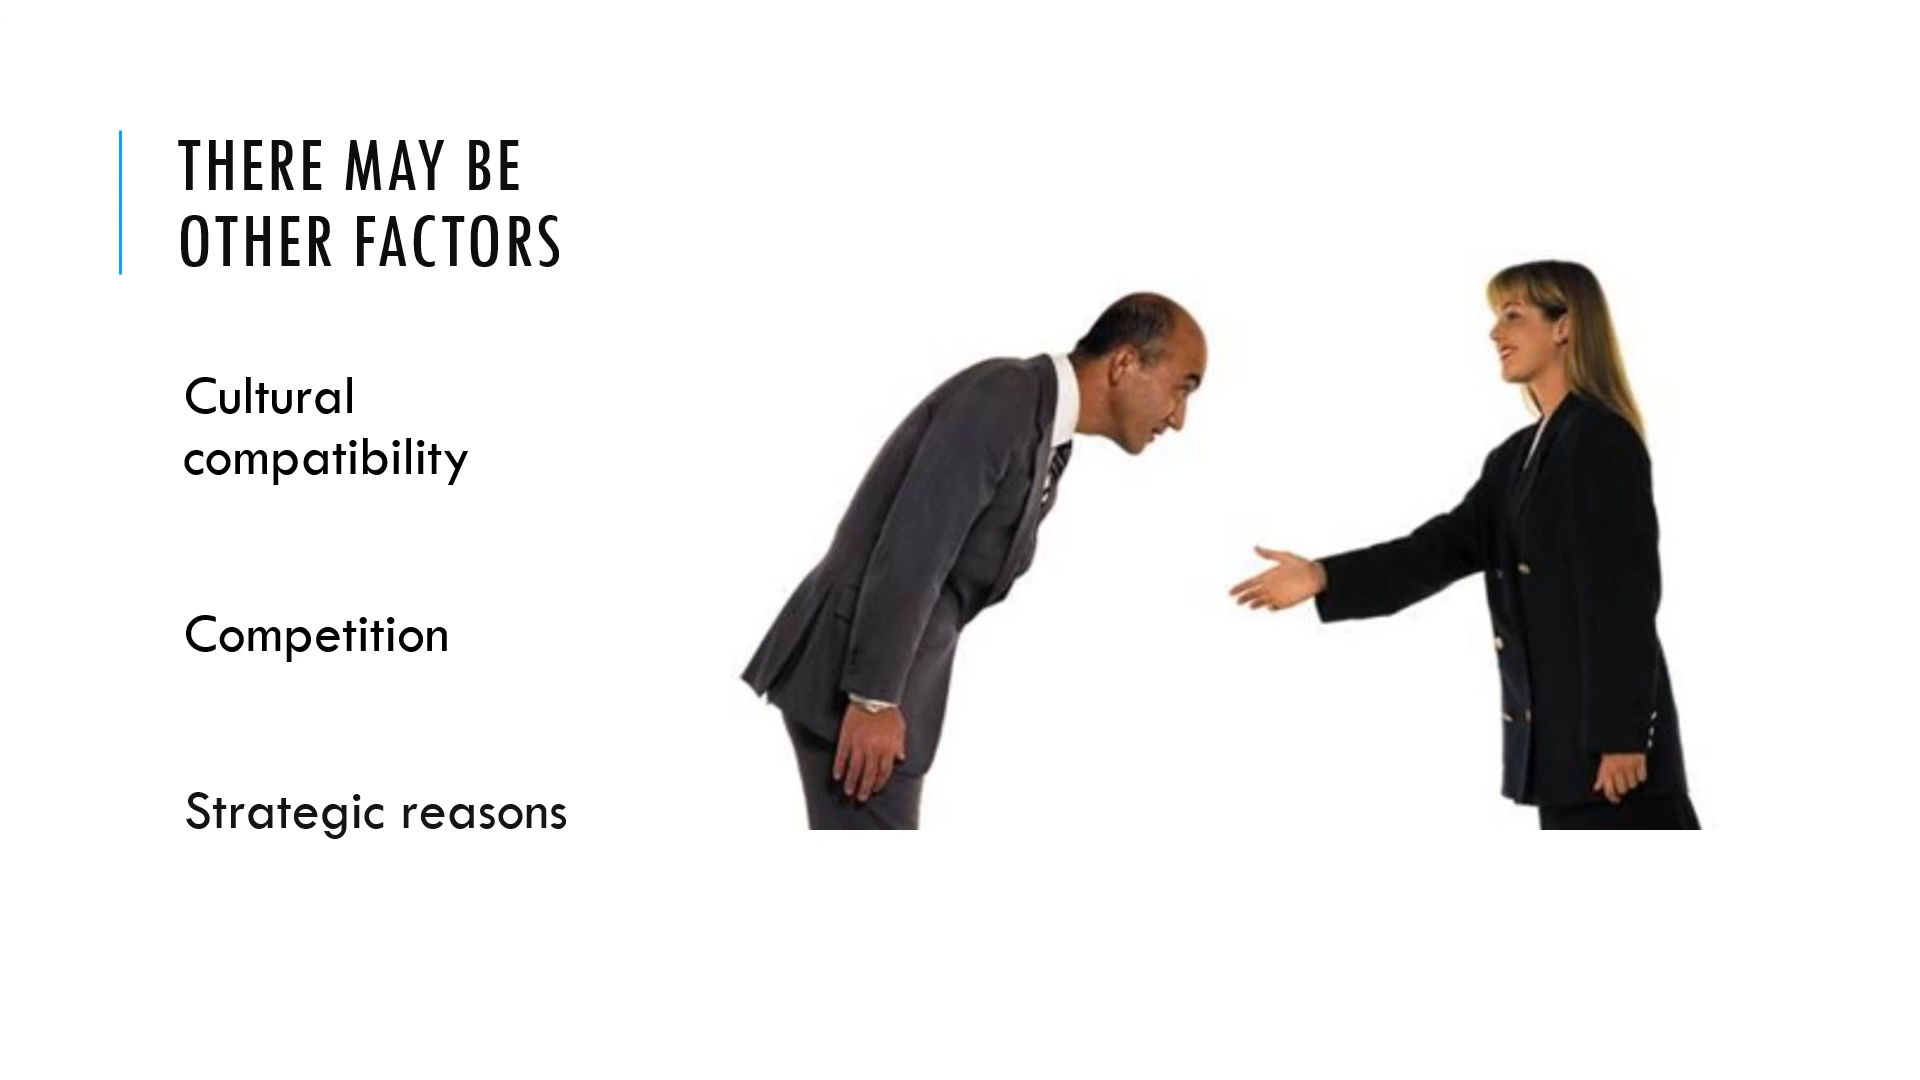 THERE MAY BE
OTHER FACTORS
Cultural
compatibility
Competition
Strategic reasons